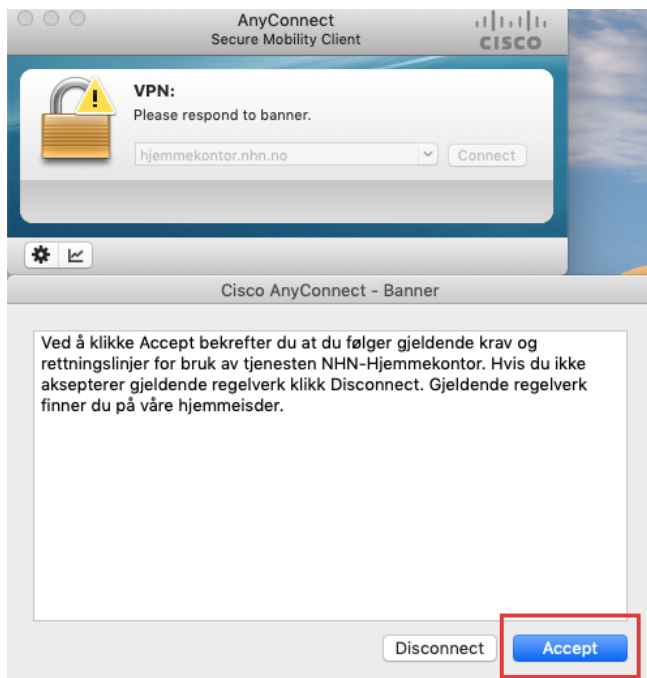 AnyConnect
Secure Mobility Client
CISCO
VPN:
Please respond to banner.
hjemmekontor.nhn.no
Connect
Cisco AnyConnect - Banner
Ved å klikke Accept bekrefter du at du følger gjeldende krav og
rettningslinjer for bruk av tjenesten NHN-Hjemmekontor. Hvis du ikke
aksepterer gjeldende regelverk klikk Disconnect. Gjeldende regelverk
finner du på våre hjemmeisder.
Disconnect
Accept